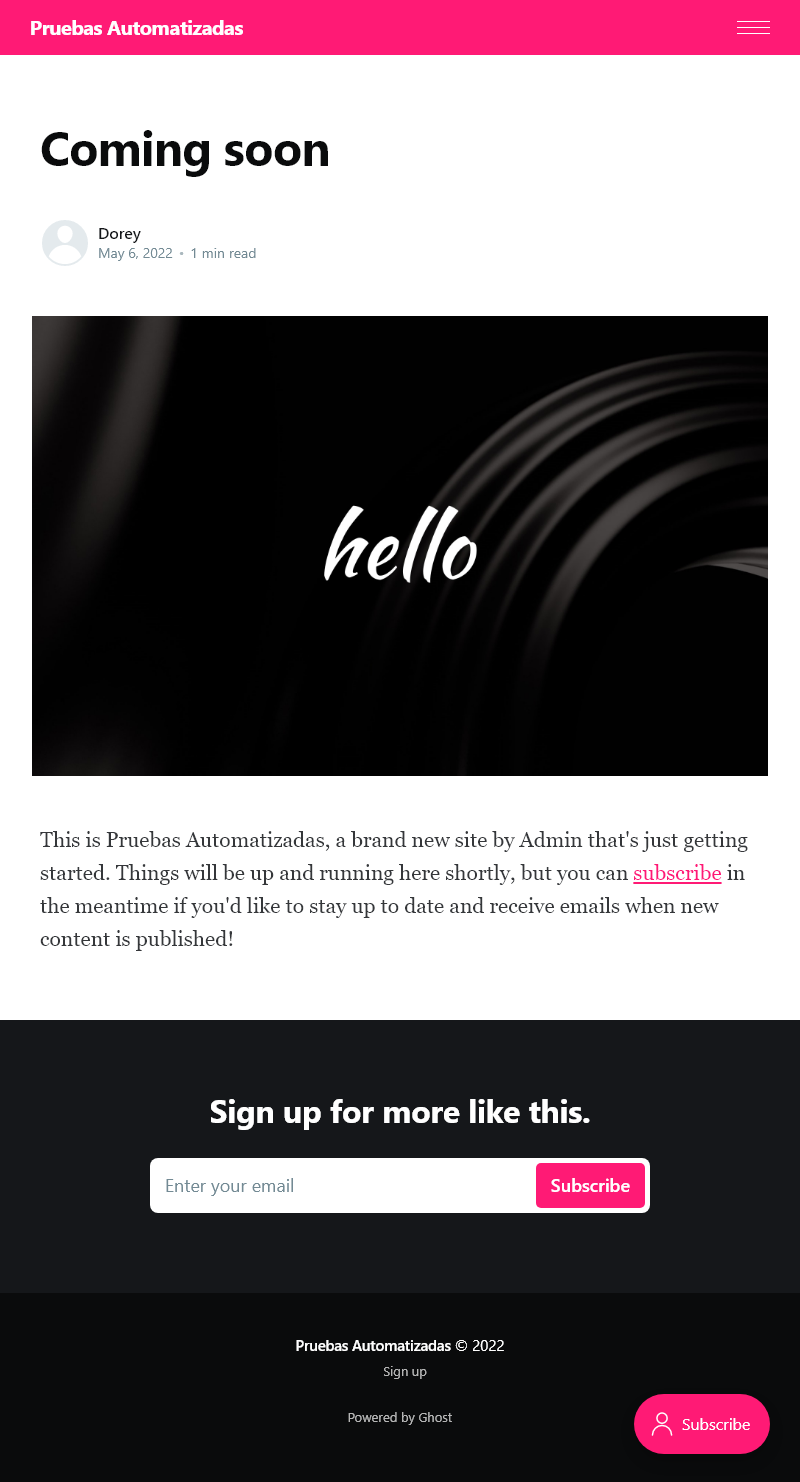 Pruebas Automatizadas
Coming soon
Dorey
May 6, 2022 • 1 min read
hello
This is Pruebas Automatizadas, a brand new site by Admin that's just getting
started. Things will be up and running here shortly, but you can subscribe in
the meantime if you'd like to stay up to date and receive emails when new
content is published!
Sign up for more like this.
Enter your email
Subscribe
Pruebas Automatizadas © 2022
Sign up
Powered by Ghost
Subscribe